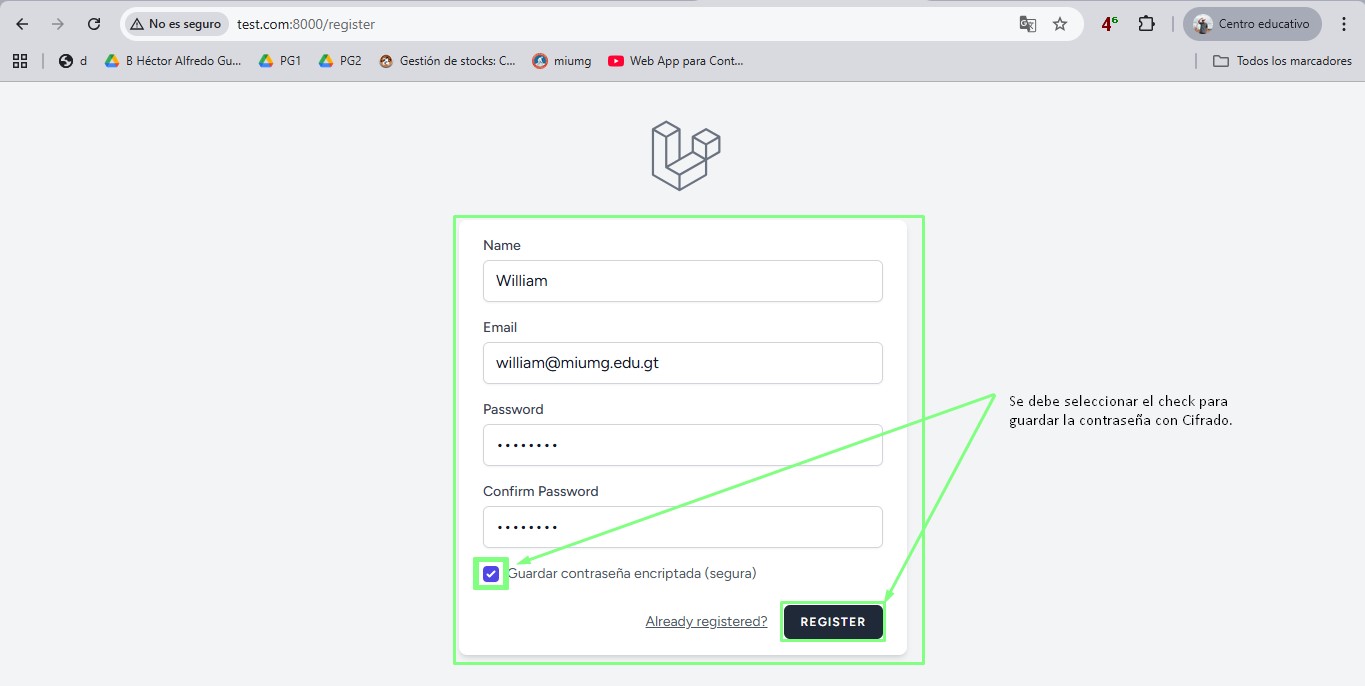 No es seguro
test.com:8000/register
4⁶
Centro educativo
d
B Héctor Alfredo Gu...
PG1
PG2
Gestión de stocks: C...
miumg
Web App para Cont...
Todos los marcadores
Name
William
Email
william@miumg.edu.gt
Password
••••••••
Confirm Password
••••••••
Guardar contraseña encriptada (segura)
Already registered?
REGISTER
Se debe seleccionar el check para
guardar la contraseña con Cifrado.